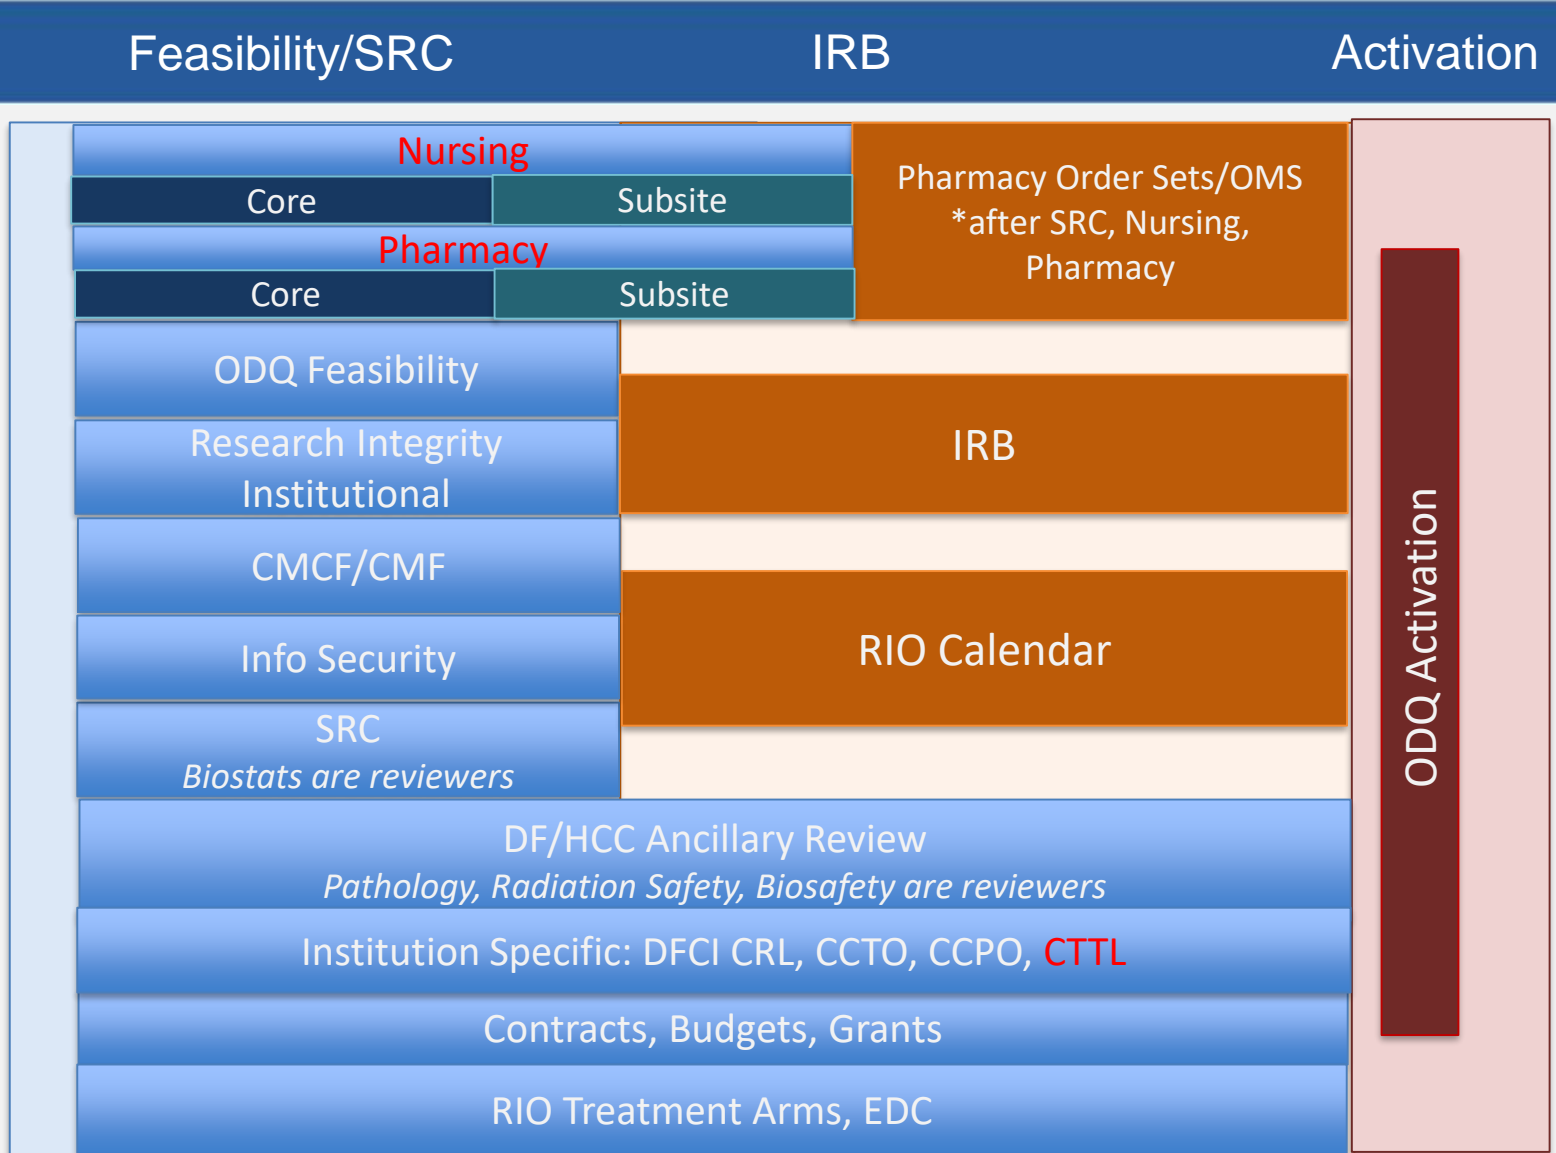 Feasibility/SRC
IRB
Activation
Nursing
Core
Subsite
Pharmacy
Core
Subsite
Pharmacy Order Sets/OMS
*after SRC, Nursing,
Pharmacy
ODQ Feasibility
Research Integrity
Institutional
IRB
CMCF/CMF
Info Security
RIO Calendar
SRC
Biostats are reviewers
DF/HCC Ancillary Review
Pathology, Radiation Safety, Biosafety are reviewers
Institution Specific: DFCI CRL, CCTO, CCPO, CTTL
Contracts, Budgets, Grants
RIO Treatment Arms, EDC
ODQ Activation